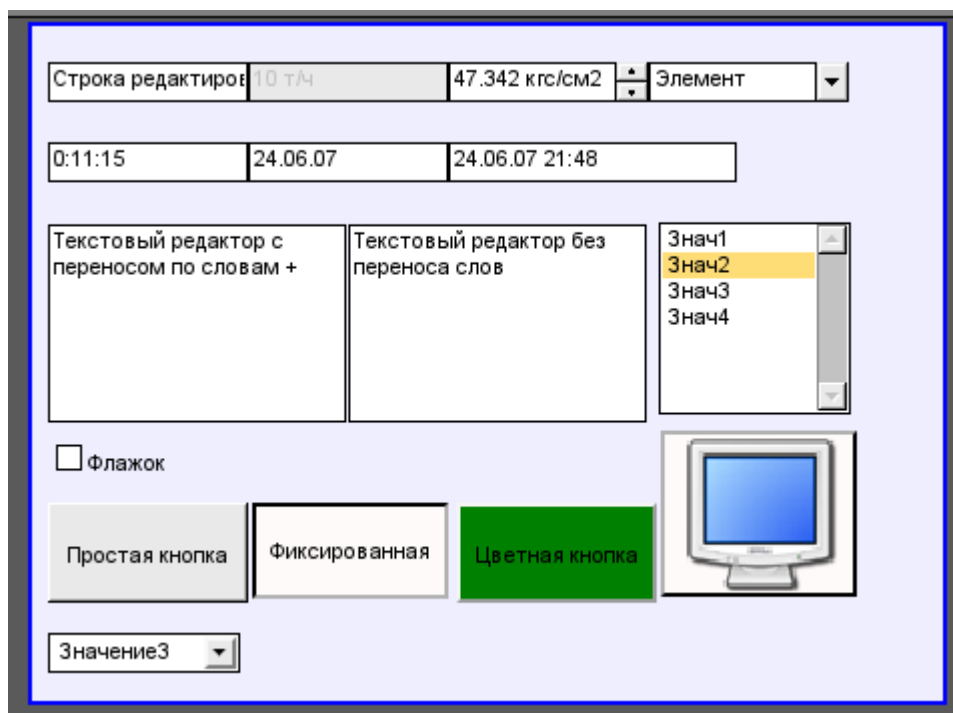 Строка редактиров
10 т/ч
47.342 кгс/см2
Элемент
0:11:15
24.06.07
24.06.07 21:48
Текстовый редактор с
переносом по словам +
Текстовый редактор без
переноса слов
Знач1
Знач2
Знач3
Знач4
Флажок
Простая кнопка
Фиксированная
Цветная кнопка
Значение3